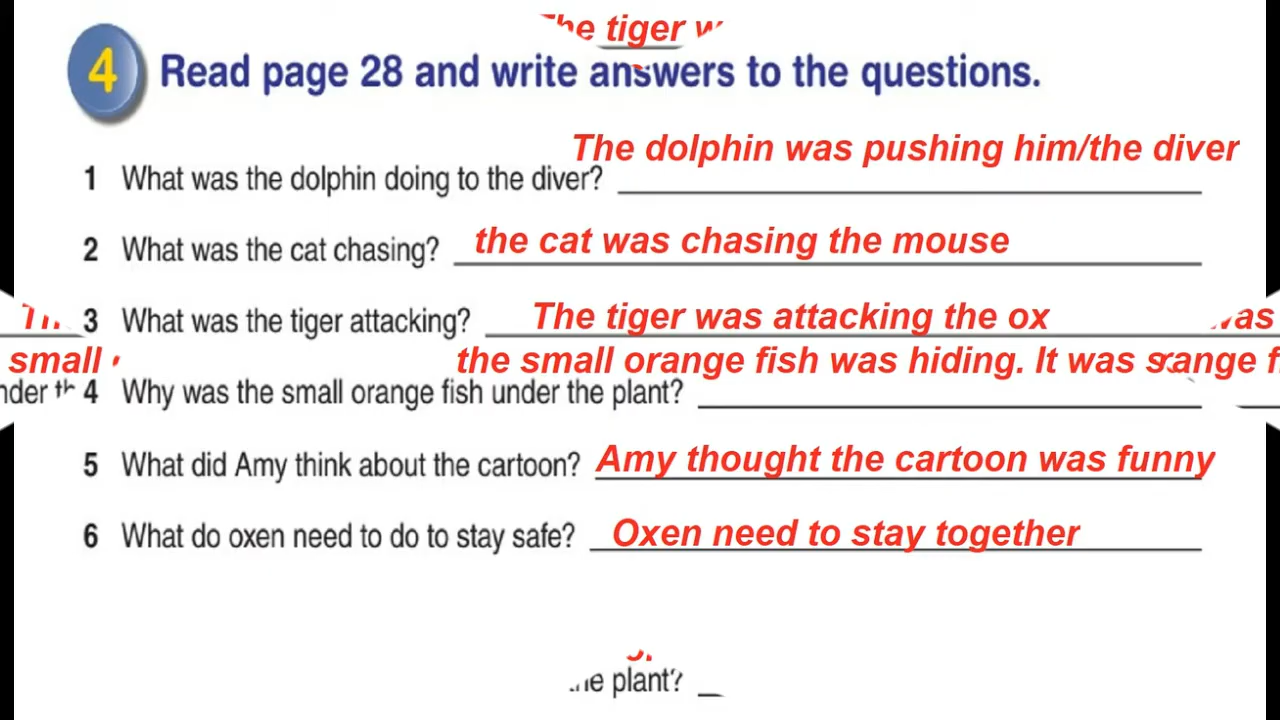 The tiger
4 Read page 28 and write answers to the questions.
The dolphin was pushing him/the diver
1 What was the dolphin doing to the diver?
2 What was the cat chasing? the cat was chasing the mouse
3 What was the tiger attacking? The tiger was attacking the ox
small the small orange fish was hiding. It was
4 Why was the small orange fish under the plant?
5 What did Amy think about the cartoon? Amy thought the cartoon was funny
6 What do oxen need to do to stay safe? Oxen need to stay together
plant?